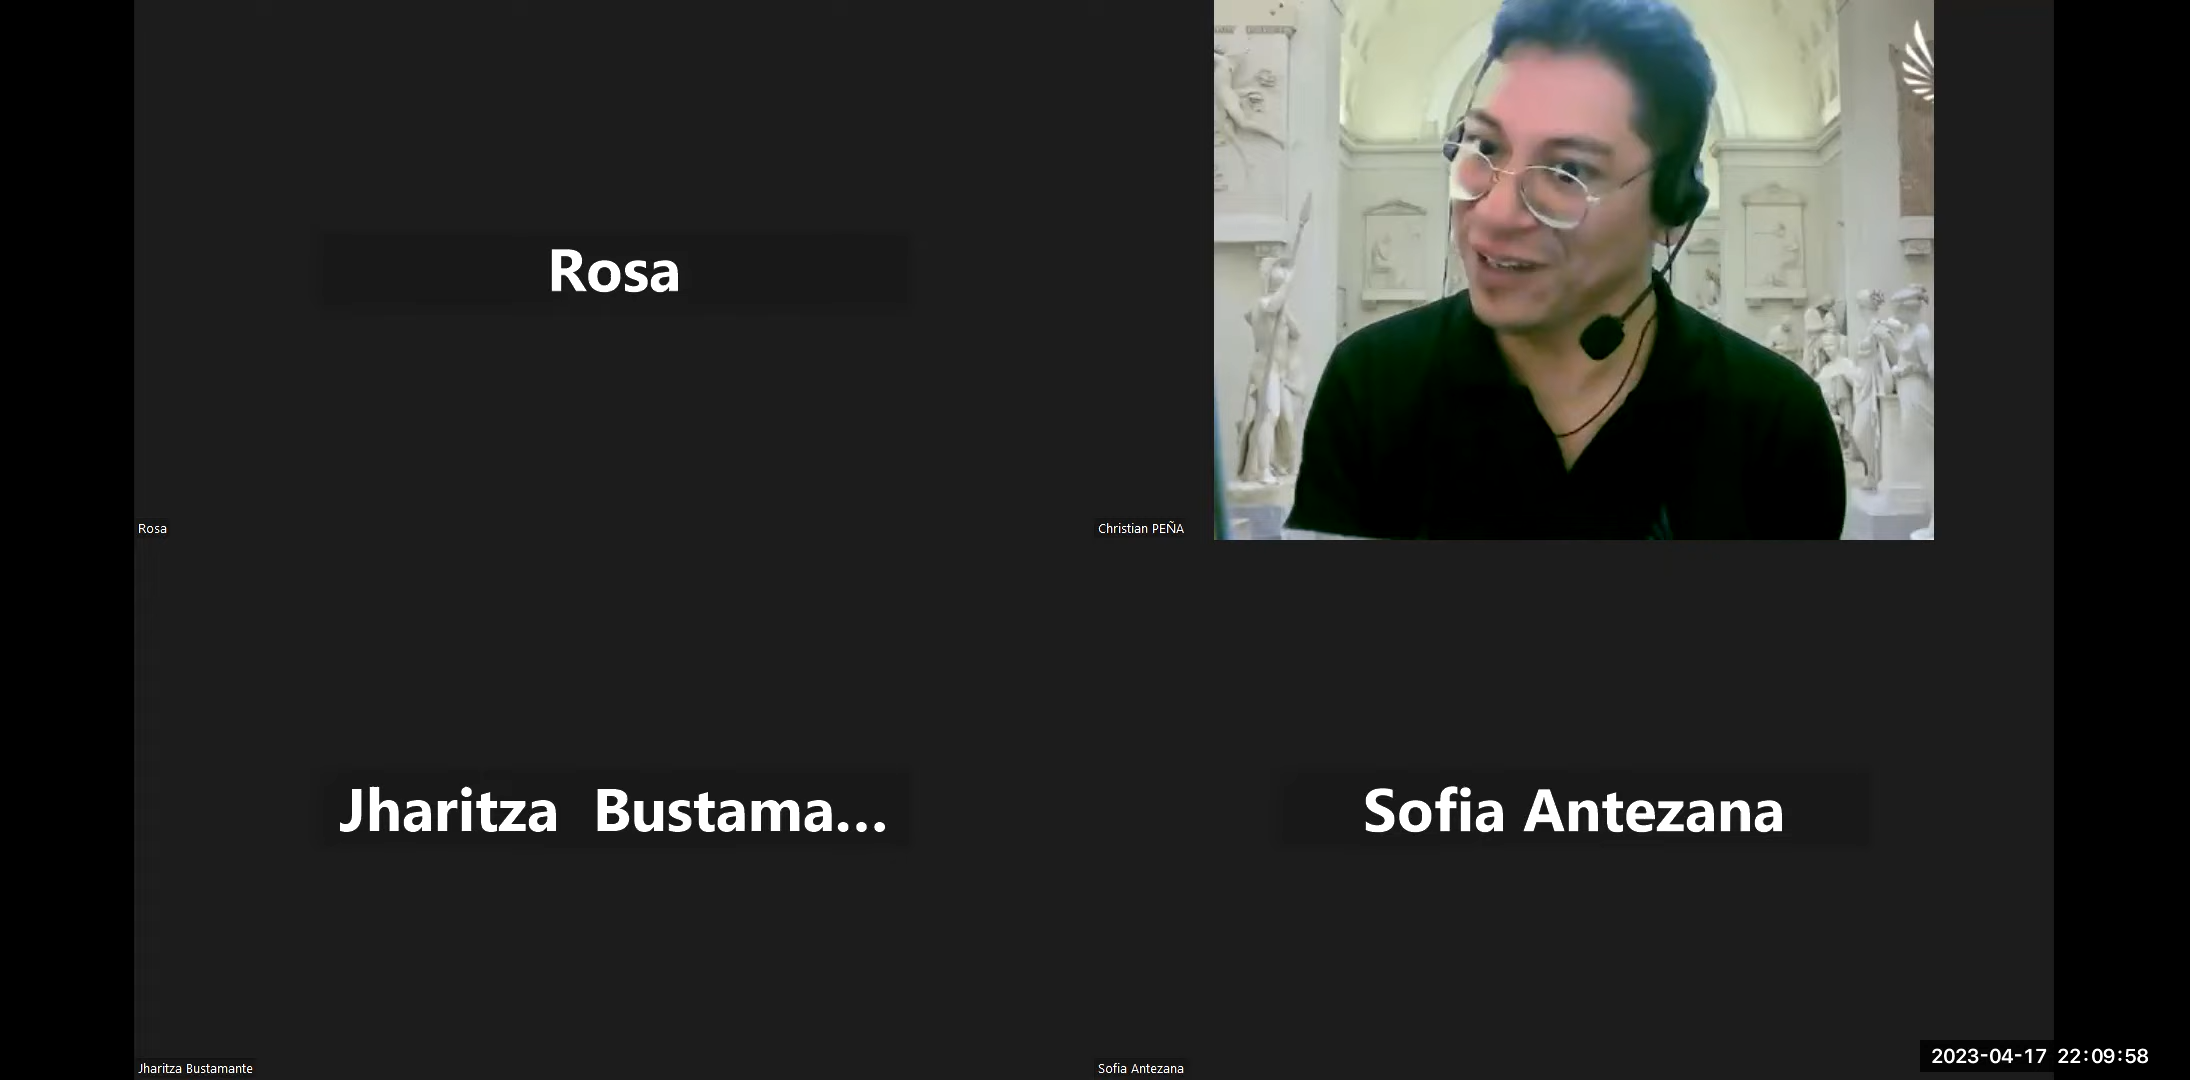 Rosa
Rosa
Christian PEÑA
Jharitza  Bustama...
Sofia Antezana
Jharitza Bustamante
Sofia Antezana
2023-04-17 22:09:58